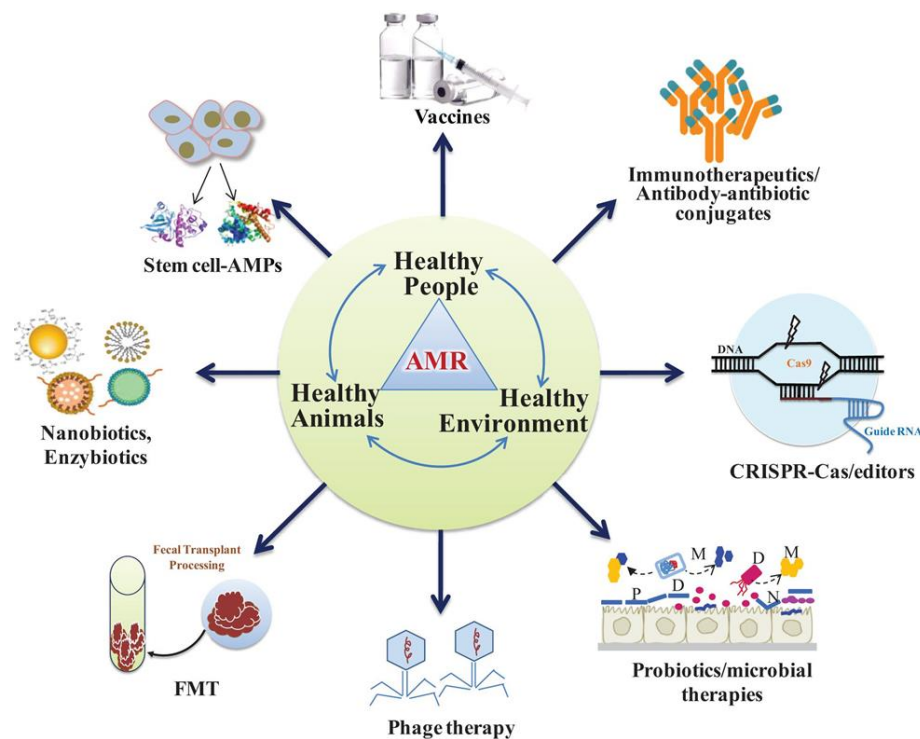 Vaccines
Immunotherapeutics/
Antibody-antibiotic
conjugates
Stem cell-AMPs
Healthy
People
AMR
Healthy
Animals
Healthy
Environment
DNA
Cas9
Guide RNA
CRISPR-Cas/editors
Nanobiotics,
Enzybiotics
Fecal Transplant
Processing
FMT
Phage therapy
M
D
M
P
D
N
Probiotics/microbial
therapies